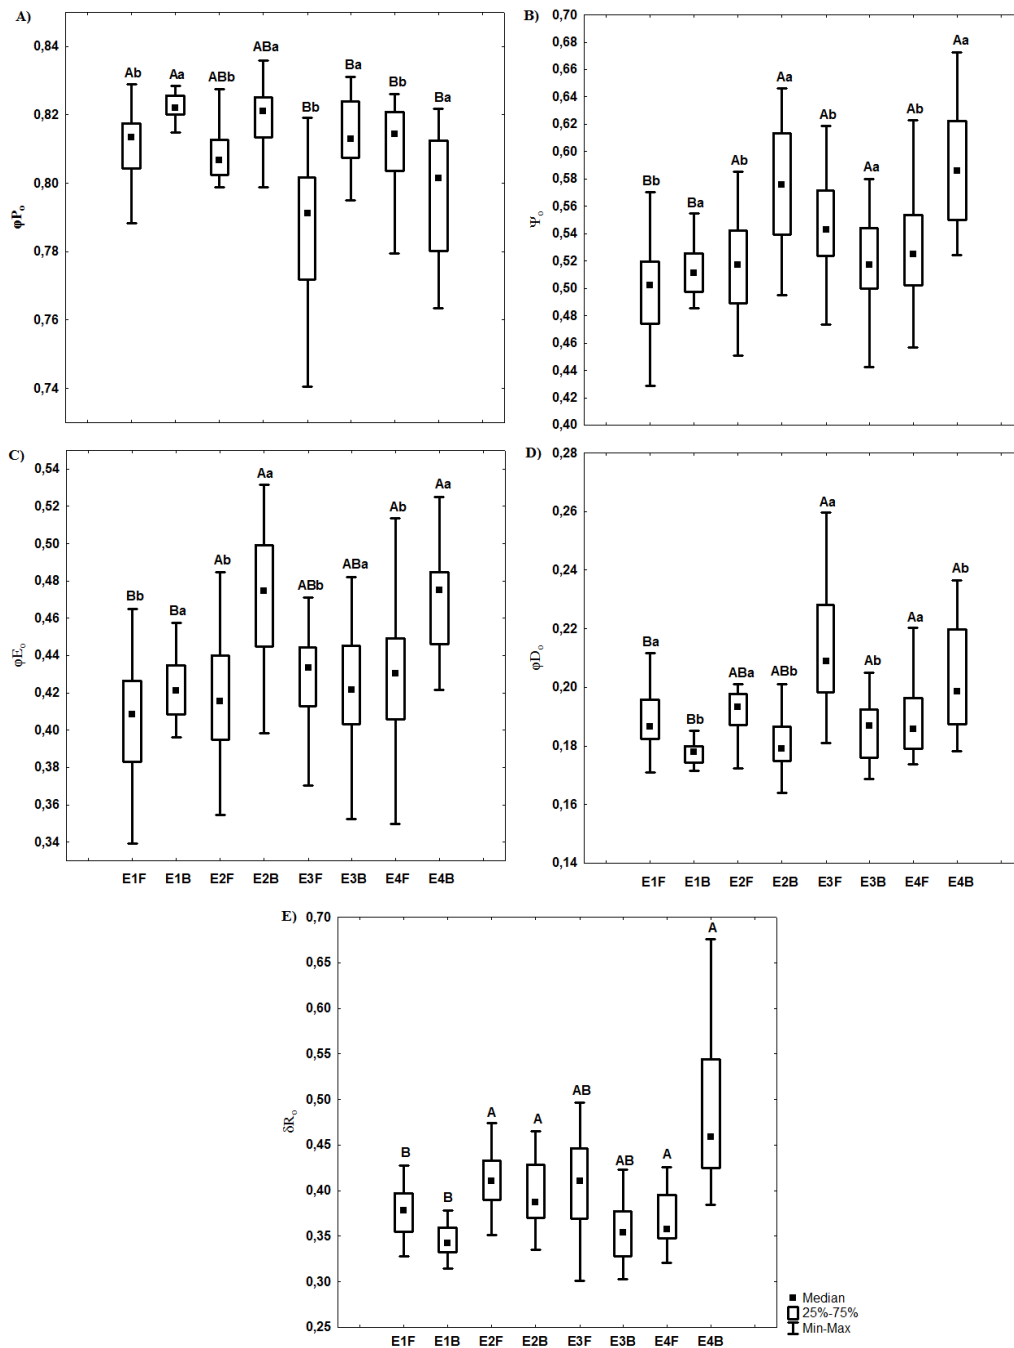 A)
0,84
0,82
0,80
0,78
0,76
0,74
φP₀
Ab
Aa
ABb
ABa
Bb
Ba
Bb
Ba
B)
0,70
0,68
0,66
0,64
0,62
0,60
0,58
0,56
0,54
0,52
0,50
0,48
0,46
0,44
0,42
0,40
Ψ₀
Bb
Ba
Ab
Aa
Ab
Aa
Ab
Aa
C)
0,54
0,52
0,50
0,48
0,46
0,44
0,42
0,40
0,38
0,36
0,34
φE₀
Bb
Ba
Ab
Aa
ABb
ABa
Ab
Aa
E1F E1B E2F E2B E3F E3B E4F E4B
D)
0,28
0,26
0,24
0,22
0,20
0,18
0,16
0,14
φD₀
Ba
Bb
ABa
ABb
Aa
Ab
Aa
Ab
E1F E1B E2F E2B E3F E3B E4F E4B
E)
0,70
0,65
0,60
0,55
0,50
0,45
0,40
0,35
0,30
0,25
δR₀
B
B
A
A
AB
AB
A
A
E1F E1B E2F E2B E3F E3B E4F E4B
Median
25%-75%
Min-Max